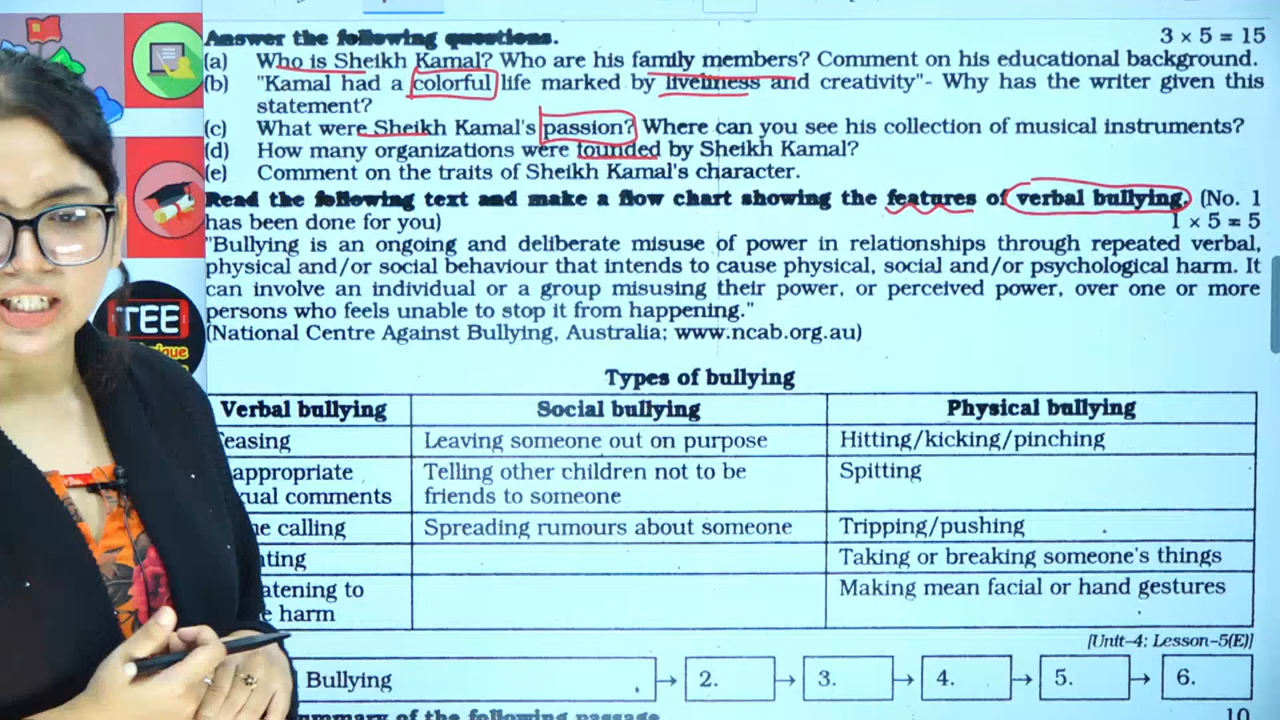 Answer the following questions. 3 × 5 = 15
(a) Who is Sheikh Kamal? Who are his family members? Comment on his educational background.
(b) "Kamal had a colorful life marked by liveliness and creativity"- Why has the writer given this
statement?
(c) What were Sheikh Kamal's passion? Where can you see his collection of musical instruments?
(d) How many organizations were founded by Sheikh Kamal?
(e) Comment on the traits of Sheikh Kamal's character.
Read the following text and make a flow chart showing the features of verbal bullying. (No. 1
has been done for you) 1 × 5 = 5
"Bullying is an ongoing and deliberate misuse of power in relationships through repeated verbal,
physical and/or social behaviour that intends to cause physical, social and/or psychological harm. It
can involve an individual or a group misusing their power, or perceived power, over one or more
persons who feels unable to stop it from happening."
(National Centre Against Bullying, Australia; www.ncab.org.au)
TEE
Types of bullying
Verbal bullying Social bullying Physical bullying
easing Leaving someone out on purpose Hitting/kicking/pinching
appropriate Telling other children not to be Spitting
comments friends to someone
calling Spreading rumours about someone Tripping/pushing
Taking or breaking someone's things
to Making mean facial or hand gestures
harm
[Unit-4; Lesson-5(E)]
Bullying → 2. → 3. → 4. → 5. → 6.
summary of the following passage 10